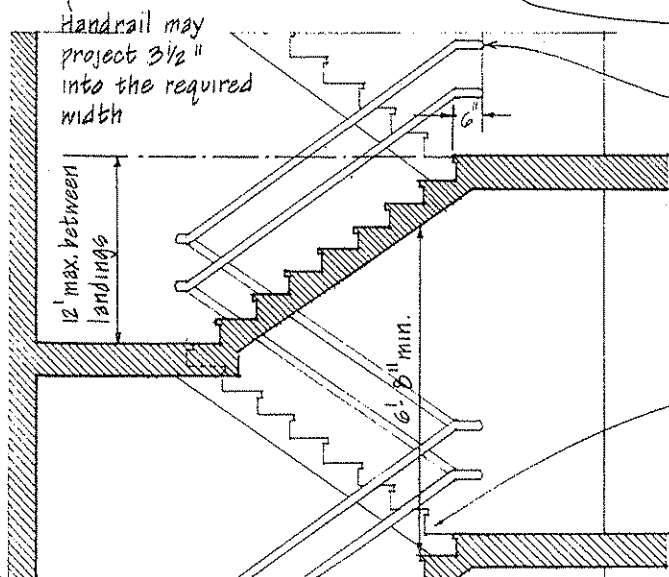 Handrail may
project 3½"
into the required
width
6"
12' max. between
landings
6'-8" min.